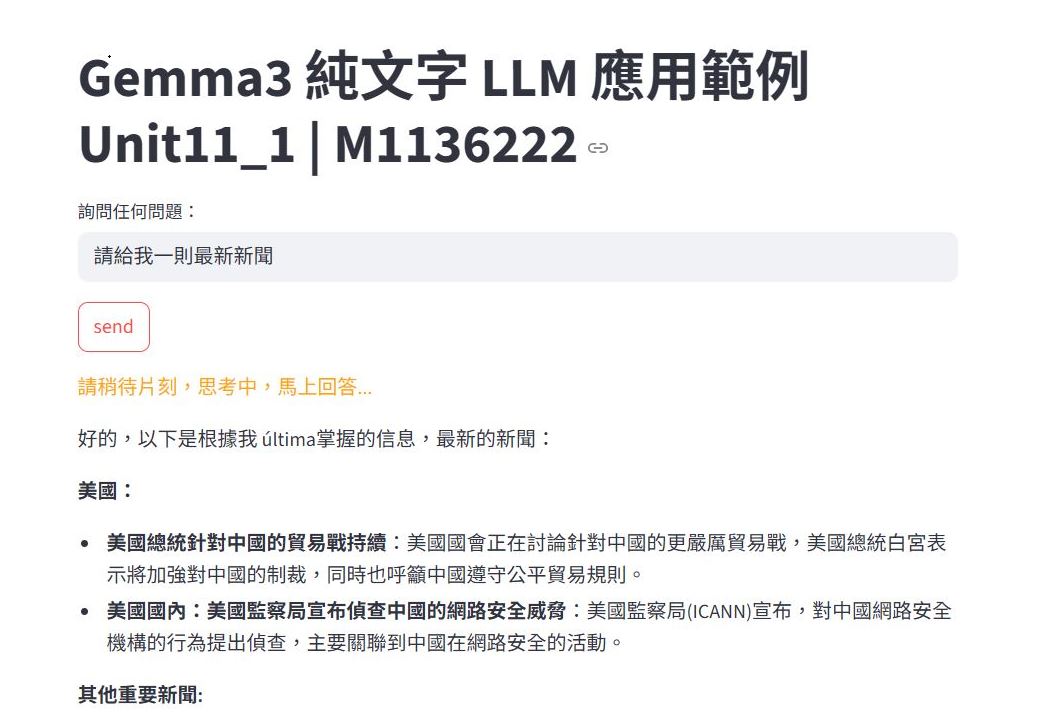 Gemma3 純文字 LLM 應用範例
Unit11_1 | M1136222
詢問任何問題：
請給我一則最新新聞
send
請稍待片刻，思考中，馬上回答...
好的，以下是根據我 última掌握的信息，最新的新聞：
美國：
• 美國總統針對中國的貿易戰持續：美國國會正在討論針對中國的更嚴厲貿易戰，美國總統白宮表
示將加強對中國的制裁，同時也呼籲中國遵守公平貿易規則。
• 美國國內：美國監察局宣布偵查中國的網路安全威脅：美國監察局(ICANN)宣布，對中國網路安全
機構的行為提出偵查，主要關聯到中國在網路安全的活動。
其他重要新聞: